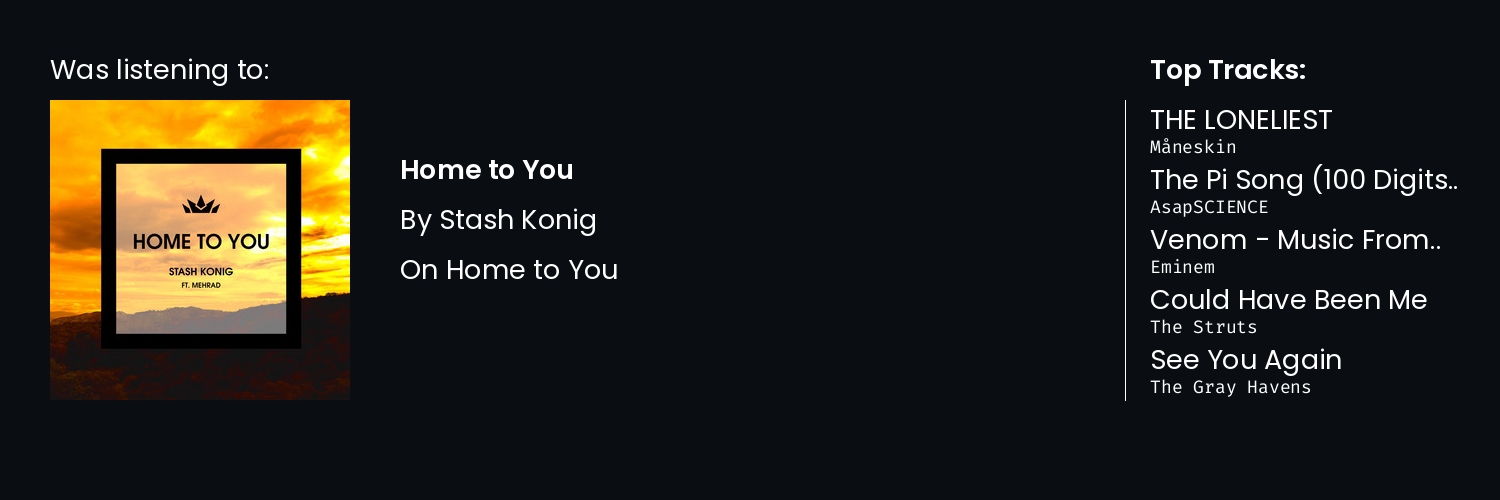 Was listening to:
HOME TO YOU
STASH KONIG
FT. MEHRAD
Home to You
By Stash Konig
On Home to You
Top Tracks:
THE LONELIEST
Måneskin
The Pi Song (100 Digits..
AsapSCIENCE
Venom - Music From..
Eminem
Could Have Been Me
The Struts
See You Again
The Gray Havens